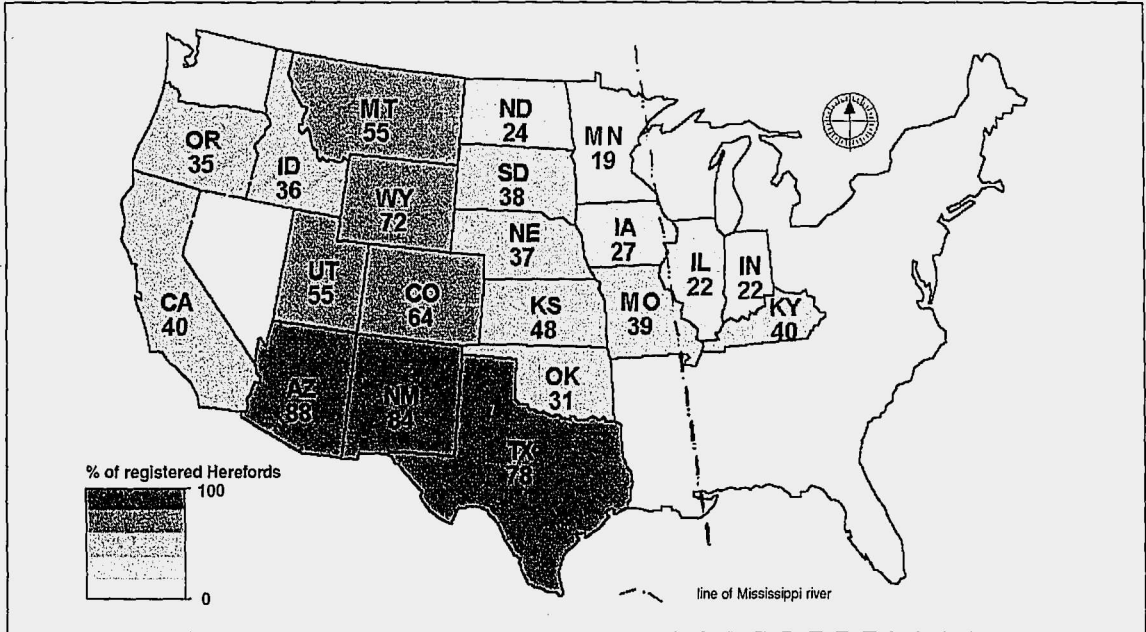 MT
55
ND
24
MN
19
OR
35
ID
36
SD
38
WY
72
NE
37
IA
27
IL
22
IN
22
UT
55
CO
64
CA
40
KS
48
MO
39
KY
40
AZ
88
NM
84
OK
31
TX
78
% of registered Herefords
100
0
line of Mississippi river